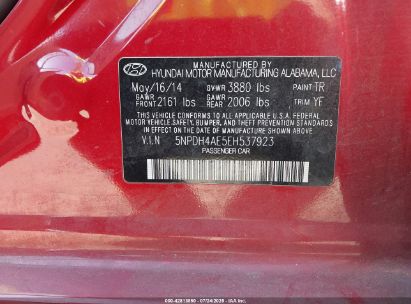 MANUFACTURED BY
HYUNDAI MOTOR MANUFACTURING ALABAMA, LLC
May/16/14 GVWR 3880 lbs PAINT TR
GAWR FRONT 2161 lbs GAWR REAR 2006 lbs TRIM YF
THIS VEHICLE CONFORMS TO ALL APPLICABLE U.S.A FEDERAL
MOTOR VEHICLE SAFETY, BUMPER, AND THEFT PREVENTION STANDARDS
IN EFFECT ON THE DATE OF MANUFACTURE SHOWN ABOVE.
V.I.N 5NPDH4AE5EH537923
PASSENGER CAR